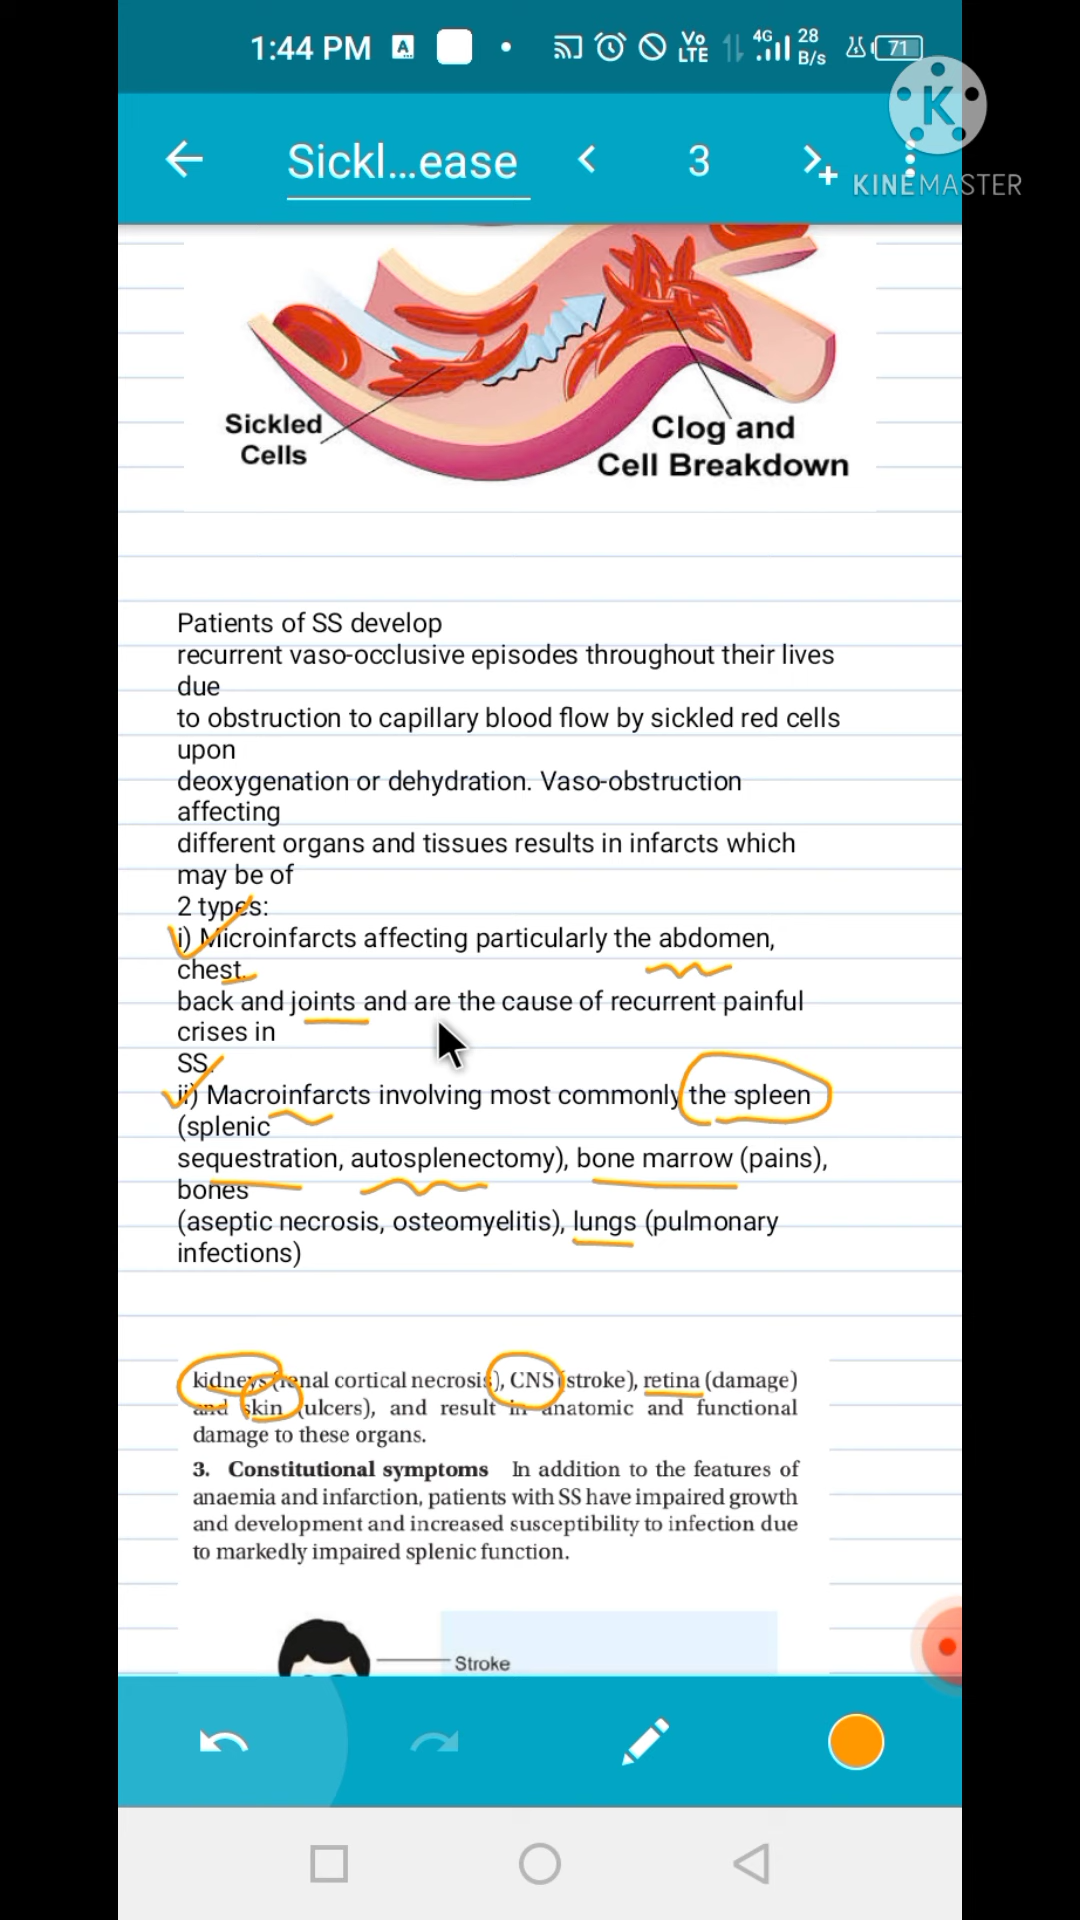 1:44 PM A Vo LTE 4G 28 B/s 71
K
KINEMASTER
Sickl...ease 3
Sickled
Cells
Clog and
Cell Breakdown
Patients of SS develop
recurrent vaso-occlusive episodes throughout their lives
due
to obstruction to capillary blood flow by sickled red cells
upon
deoxygenation or dehydration. Vaso-obstruction
affecting
different organs and tissues results in infarcts which
may be of
2 types:
i) Microinfarcts affecting particularly the abdomen,
chest,
back and joints and are the cause of recurrent painful
crises in
SS.
ii) Macroinfarcts involving most commonly the spleen
(splenic
sequestration, autosplenectomy), bone marrow (pains),
bones
(aseptic necrosis, osteomyelitis), lungs (pulmonary
infections)
kidneys (renal cortical necrosis), CNS (stroke), retina (damage)
and skin (ulcers), and result in anatomic and functional
damage to these organs.
3. Constitutional symptoms In addition to the features of
anaemia and infarction, patients with SS have impaired growth
and development and increased susceptibility to infection due
to markedly impaired splenic function.
Stroke